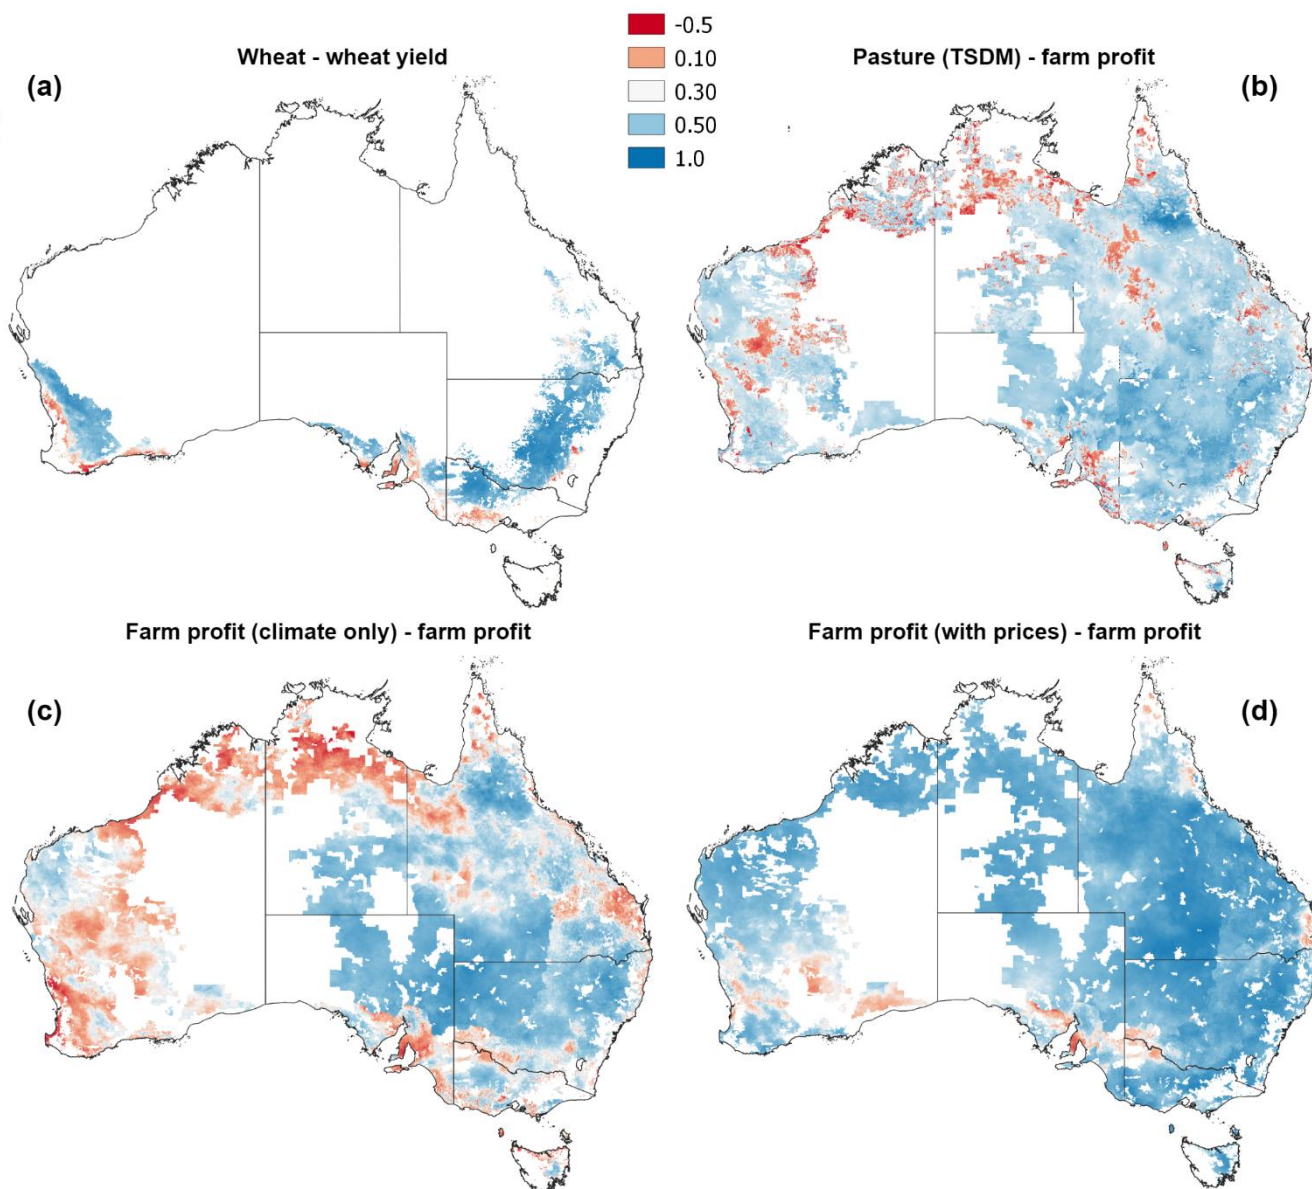 -0.5
0.10
0.30
0.50
1.0
Wheat - wheat yield
Pasture (TSDM) - farm profit
(a)
(b)
Farm profit (climate only) - farm profit
Farm profit (with prices) - farm profit
(c)
(d)